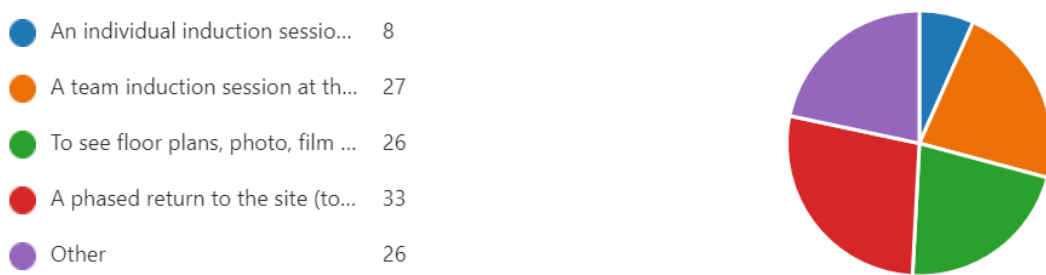 An individual induction sessio... 8
A team induction session at th... 27
To see floor plans, photo, film ... 26
A phased return to the site (to... 33
Other 26